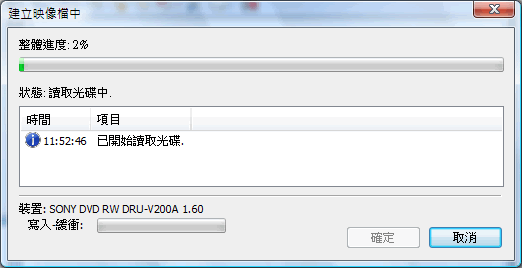 建立映像檔中
整體進度: 2%
狀態: 讀取光碟中.
時間 項目
11:52:46 已開始讀取光碟.
裝置: SONY DVD RW DRU-V200A 1.60
寫入-緩衝:
確定 取消